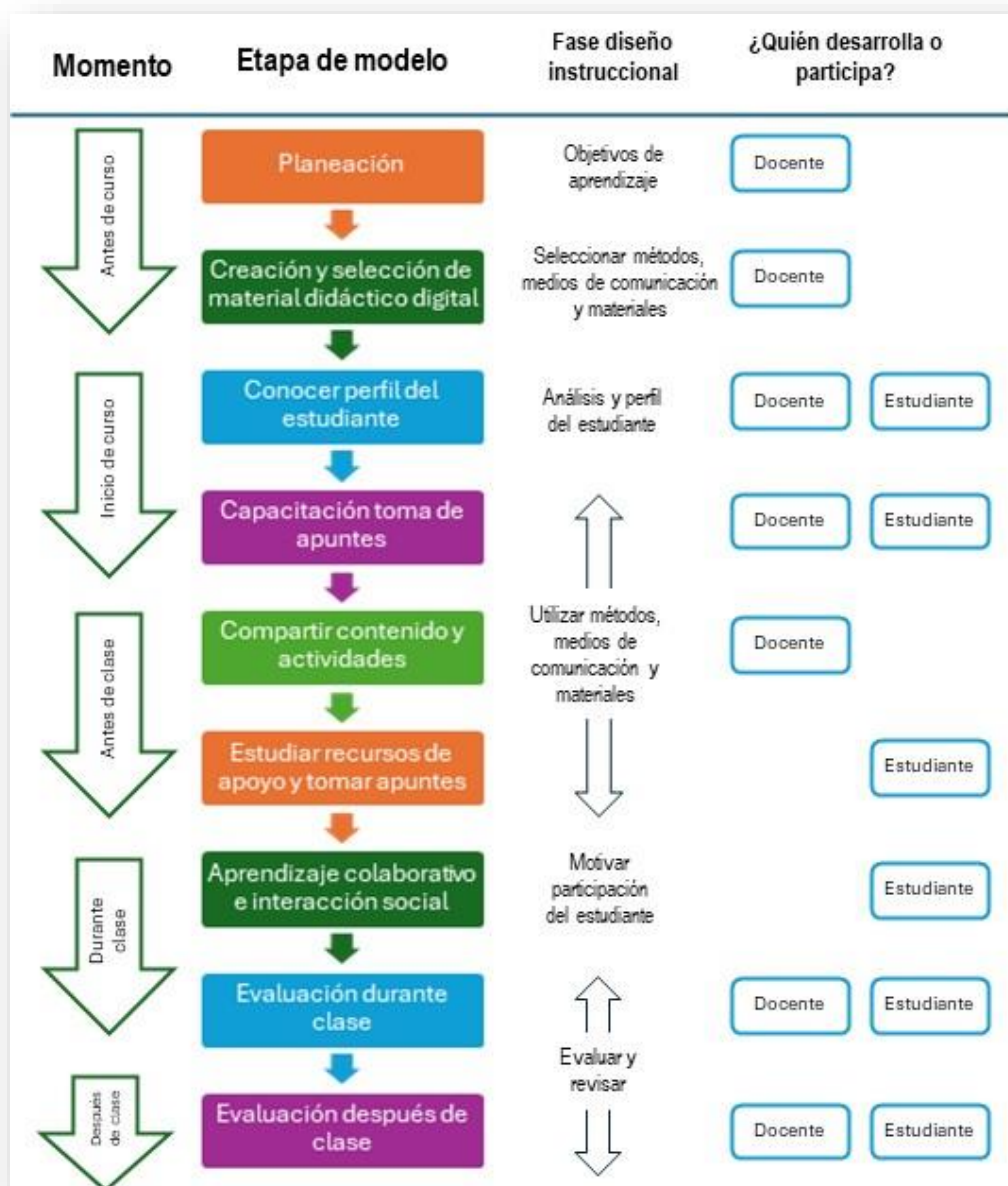 Momento
Etapa de modelo
Fase diseño
instruccional
¿Quién desarrolla o
participa?
Antes de curso
Planeación
Objetivos de
aprendizaje
Docente
Creación y selección de
material didáctico digital
Seleccionar métodos,
medios de comunicación
y materiales
Docente
Inicio de curso
Conocer perfil del
estudiante
Análisis y perfil
del estudiante
Docente
Estudiante
Capacitación toma de
apuntes
Docente
Estudiante
Antes de clase
Compartir contenido y
actividades
Utilizar métodos,
medios de
comunicación y
materiales
Docente
Estudiar recursos de
apoyo y tomar apuntes
Estudiante
Durante
clase
Aprendizaje colaborativo
e interacción social
Motivar
participación
del estudiante
Estudiante
Evaluación durante
clase
Docente
Estudiante
Evaluar y
revisar
Después
de clase
Evaluación después de
clase
Docente
Estudiante